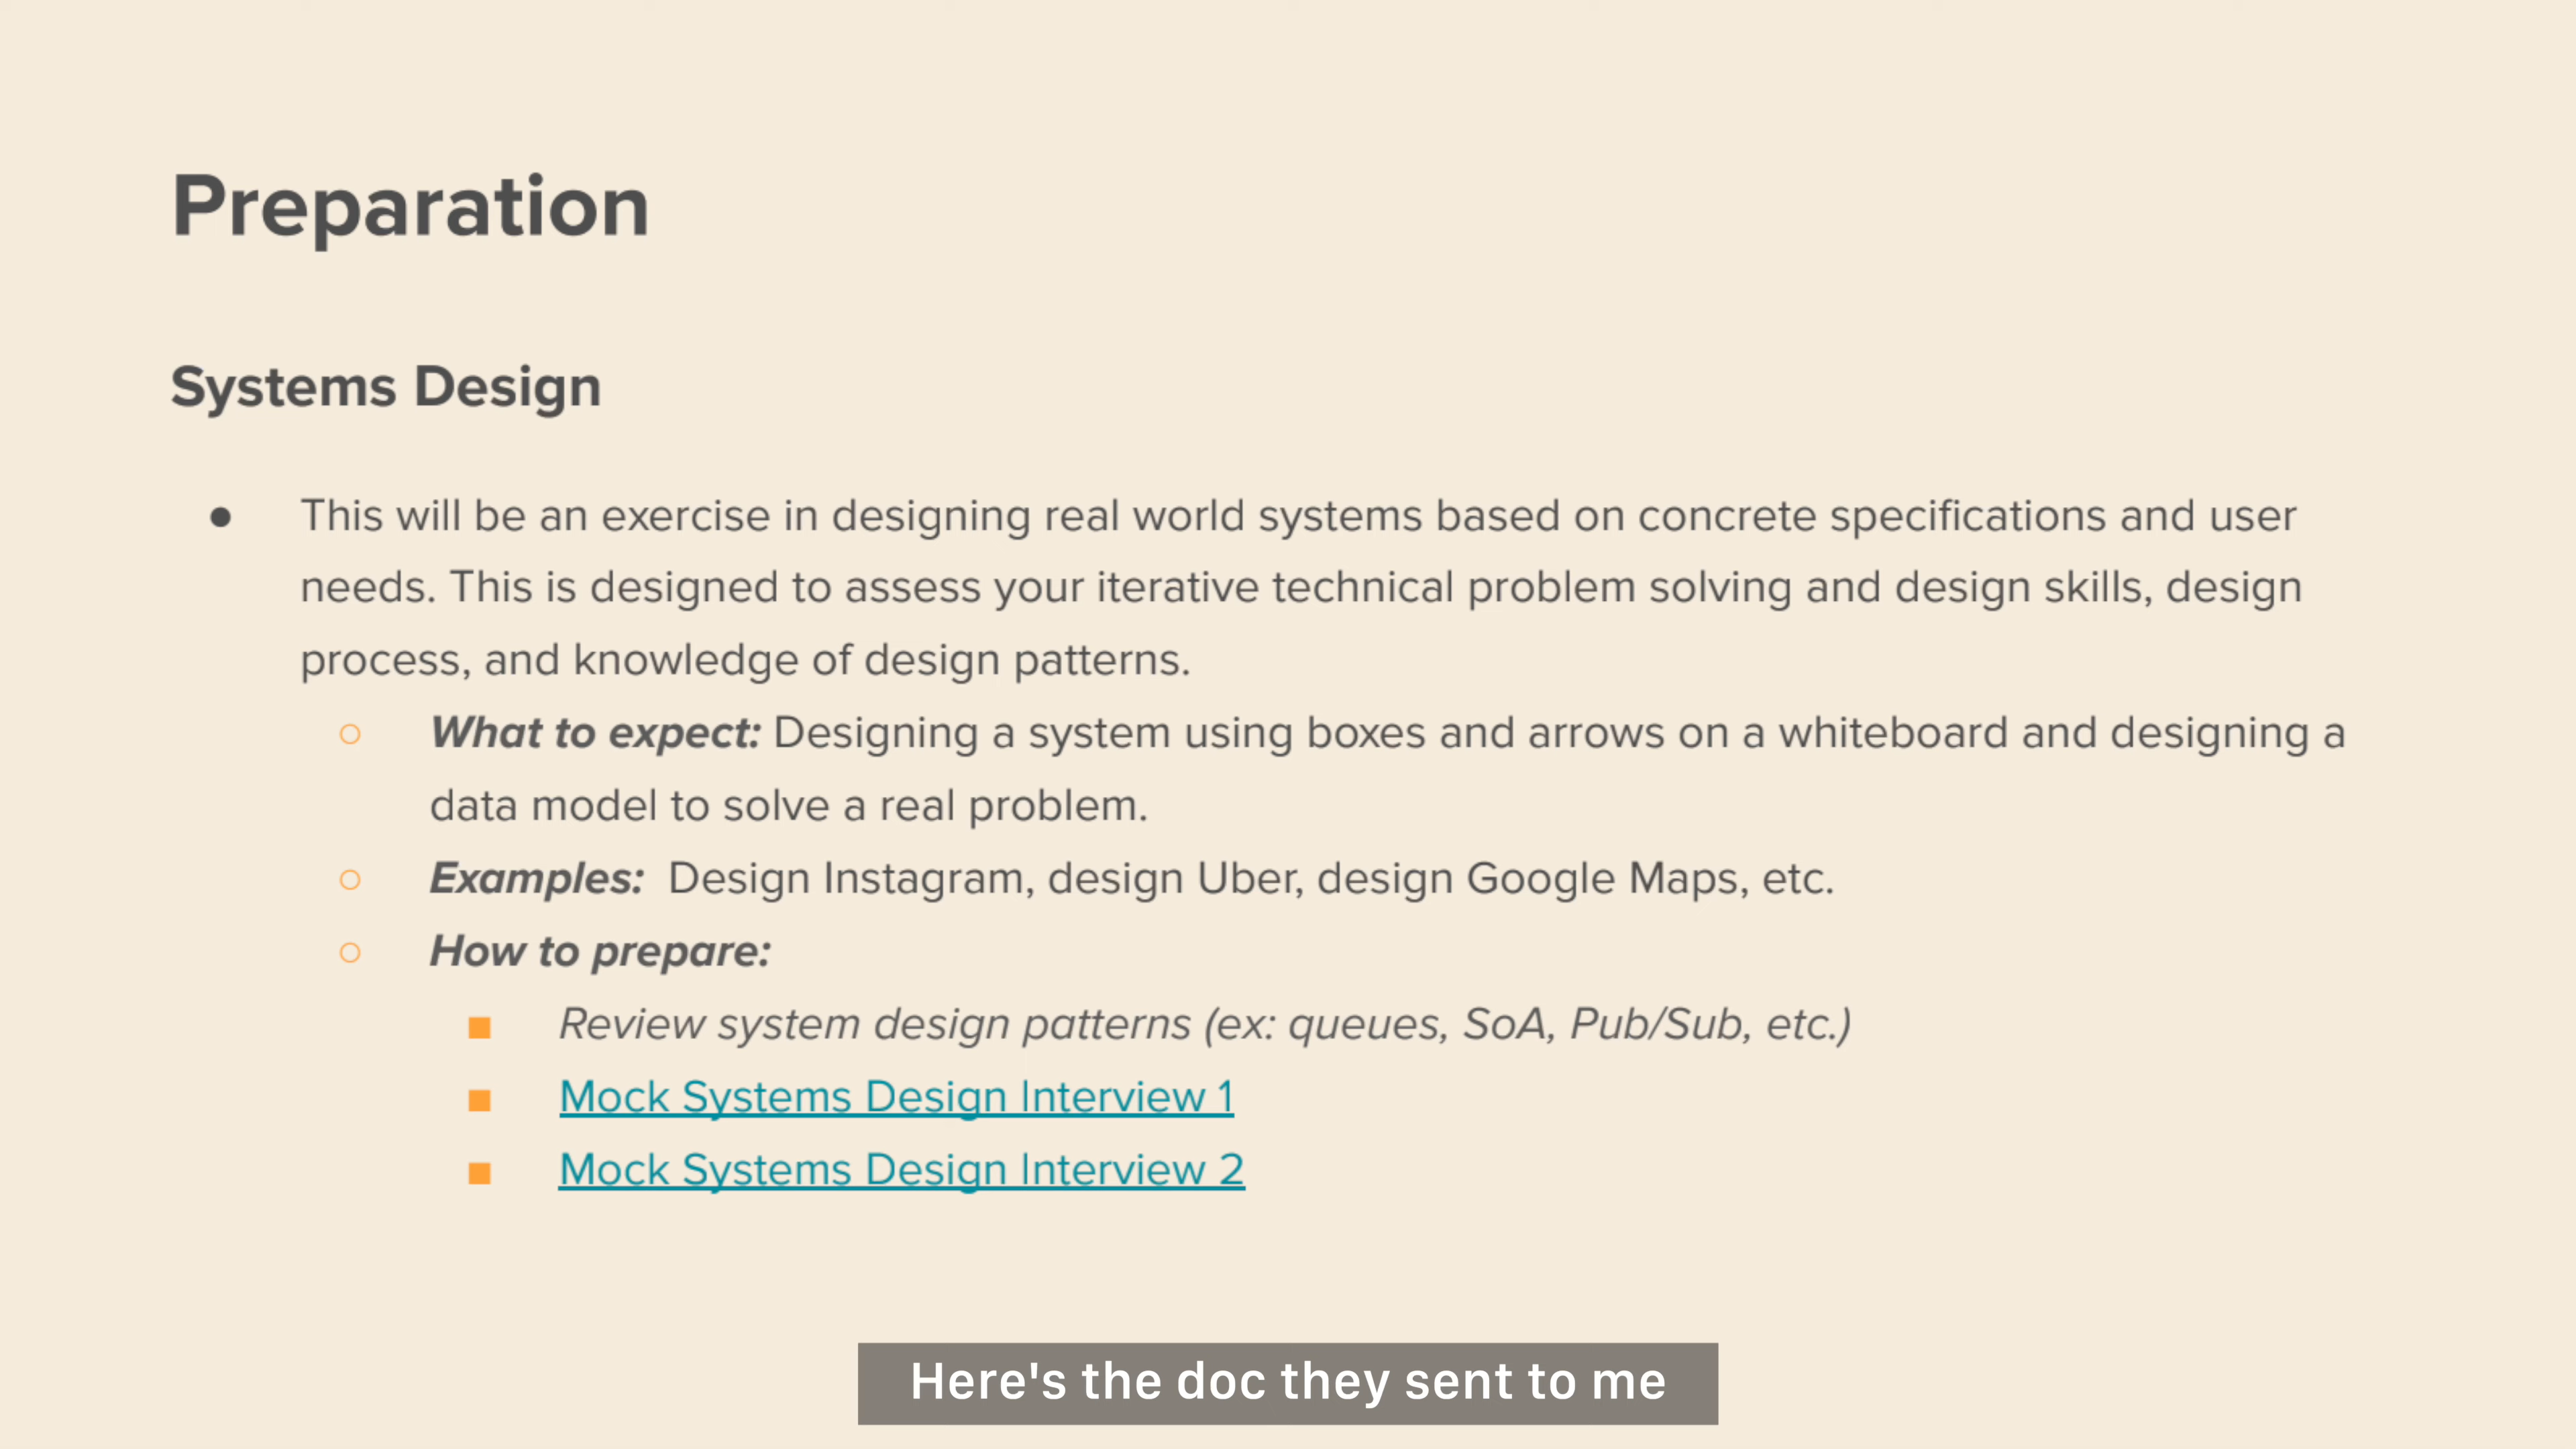 Preparation
Systems Design
● This will be an exercise in designing real world systems based on concrete specifications and user
needs. This is designed to assess your iterative technical problem solving and design skills, design
process, and knowledge of design patterns.
○ What to expect: Designing a system using boxes and arrows on a whiteboard and designing a
data model to solve a real problem.
○ Examples: Design Instagram, design Uber, design Google Maps, etc.
○ How to prepare:
■ Review system design patterns (ex: queues, SoA, Pub/Sub, etc.)
■ Mock Systems Design Interview 1
■ Mock Systems Design Interview 2
Here's the doc they sent to me